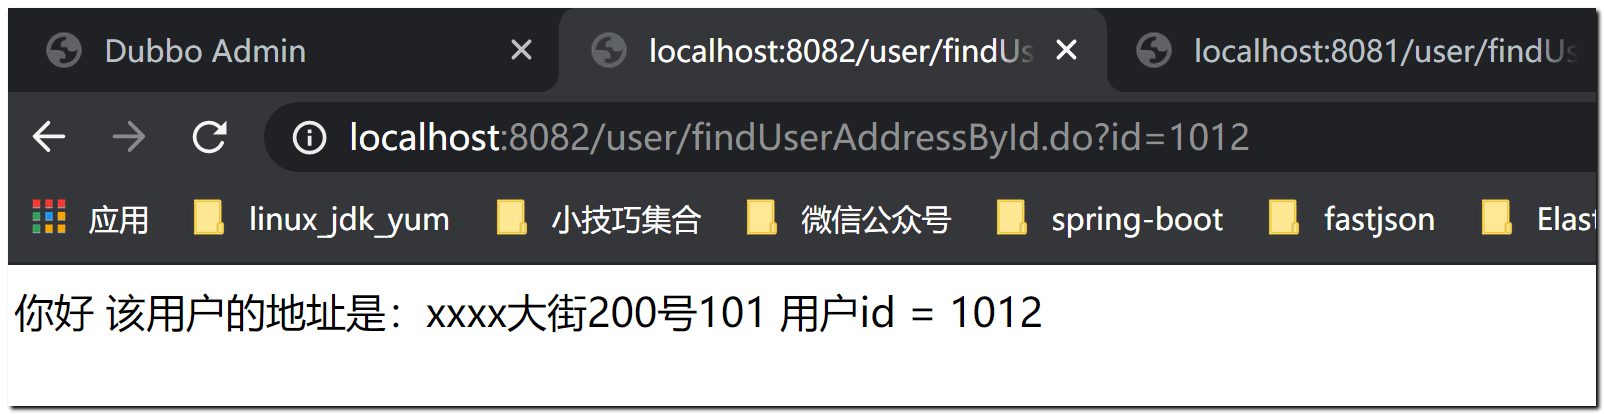 Dubbo Admin localhost:8082/user/findUs localhost:8081/user/findUs
localhost:8082/user/findUserAddressById.do?id=1012
应用 linux_jdk_yum 小技巧集合 微信公众号 spring-boot fastjson Elast
你好 该用户的地址是：xxxx大街200号101 用户id = 1012